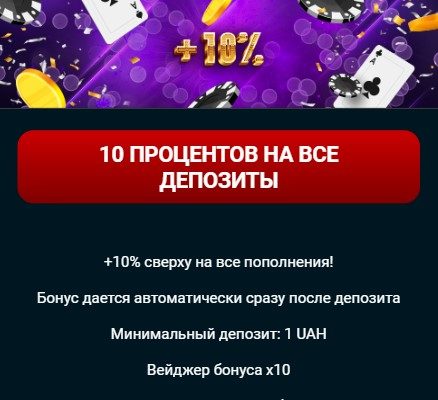 +10%
10 ПРОЦЕНТОВ НА ВСЕ
ДЕПОЗИТЫ
+10% сверху на все пополнения!
Бонус дается автоматически сразу после депозита
Минимальный депозит: 1 UAH
Вейджер бонуса x10